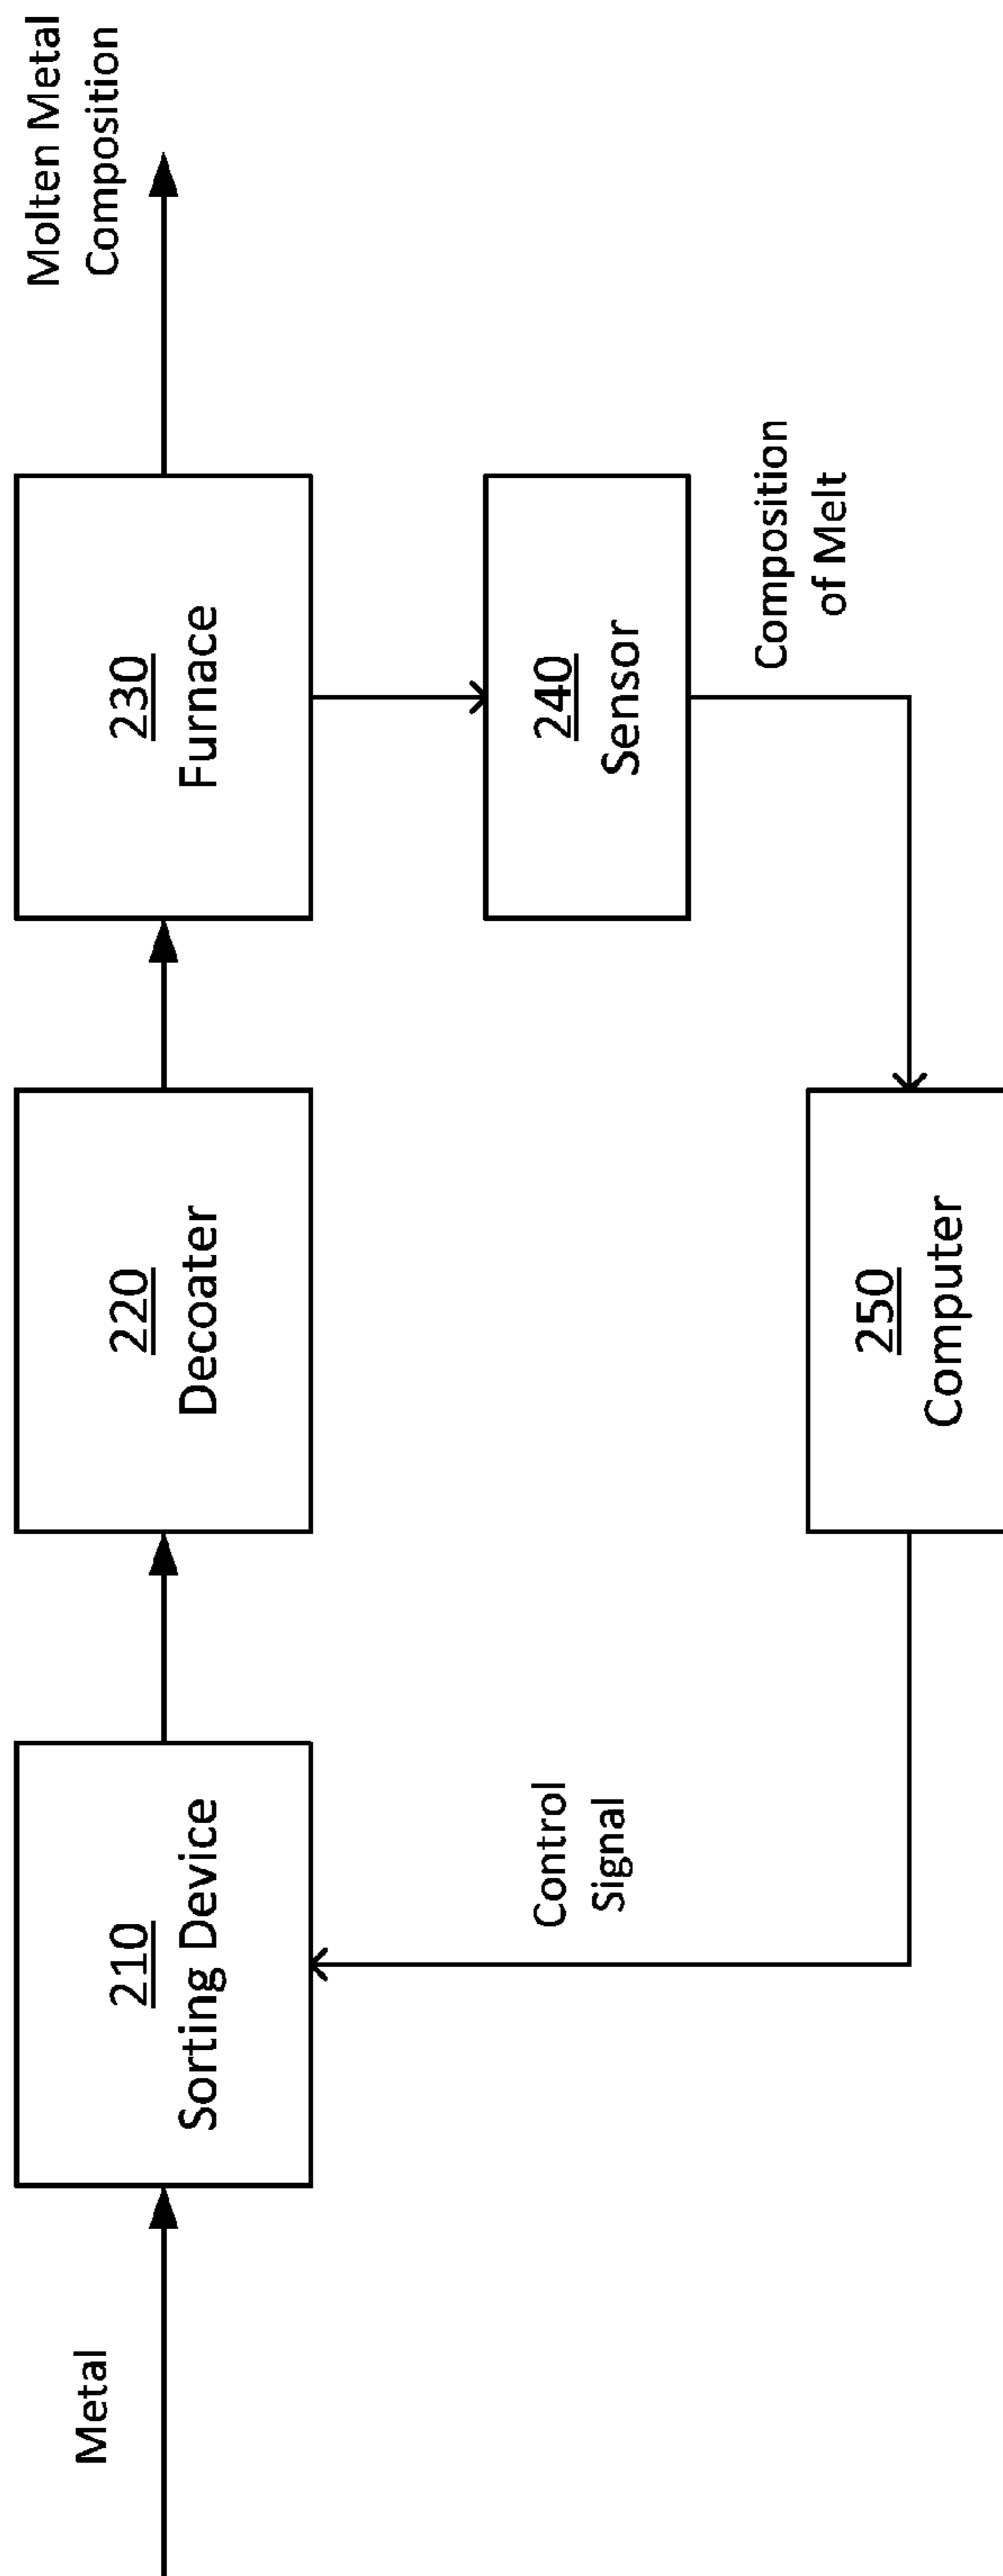 Metal
210
Sorting Device
220
Decoater
230
Furnace
Molten Metal
Composition
240
Sensor
Composition
of Melt
250
Computer
Control
Signal